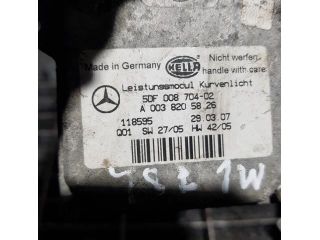 Made in Germany HELLA Nicht werfen
handle with care
Leistungsmodul Kurvenlicht
5DF 008 704-02
A 003 820 58 26
118595 29.03.07
Q01 SW 27/05 HW 42/05
1W